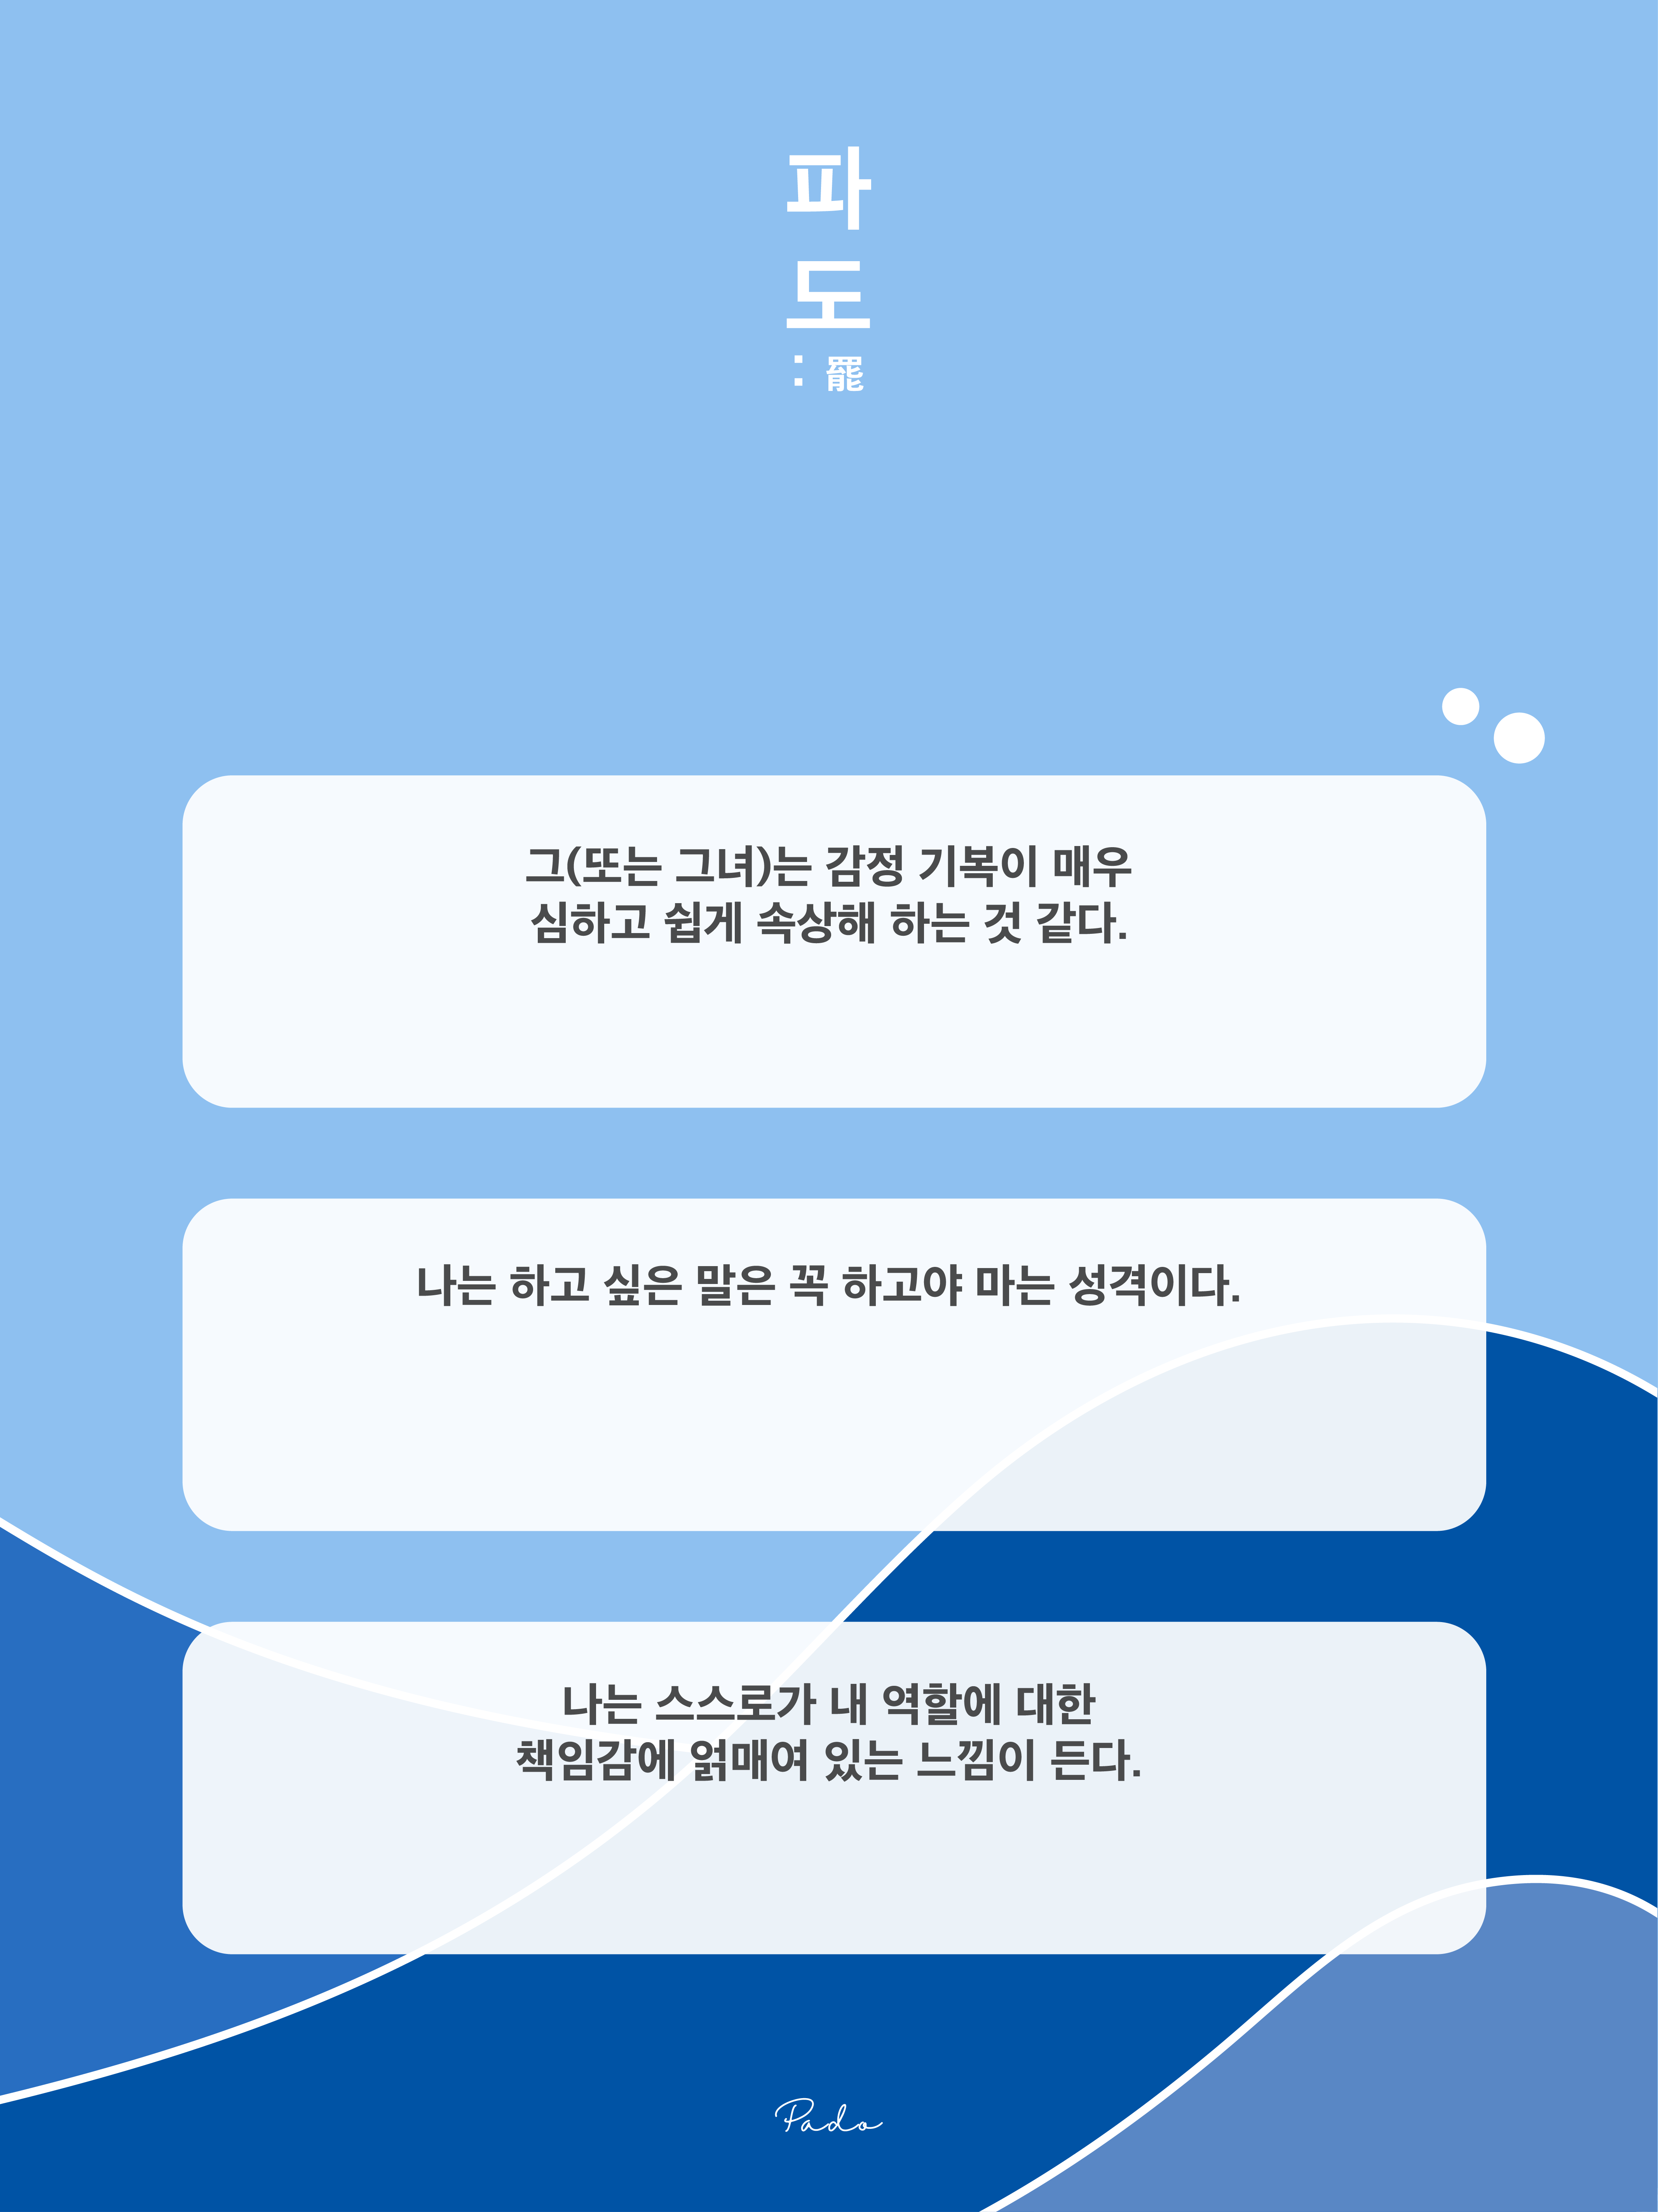 파
도
: 罷
그(또는 그녀)는 감정 기복이 매우
심하고 쉽게 속상해 하는 것 같다.
나는 하고 싶은 말은 꼭 하고야 마는 성격이다.
나는 스스로가 내 역할에 대한
책임감에 얽매여 있는 느낌이 든다.
Pado